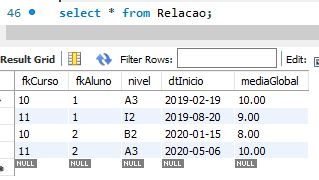 46 select * from Relacao;
Result Grid Filter Rows: Edit:
fkCurso fkAluno nivel dtInicio mediaGlobal
10 1 A3 2019-02-19 10.00
11 1 I2 2019-08-20 9.00
10 2 B2 2020-01-15 8.00
11 2 A3 2020-05-06 10.00
NULL NULL NULL NULL NULL